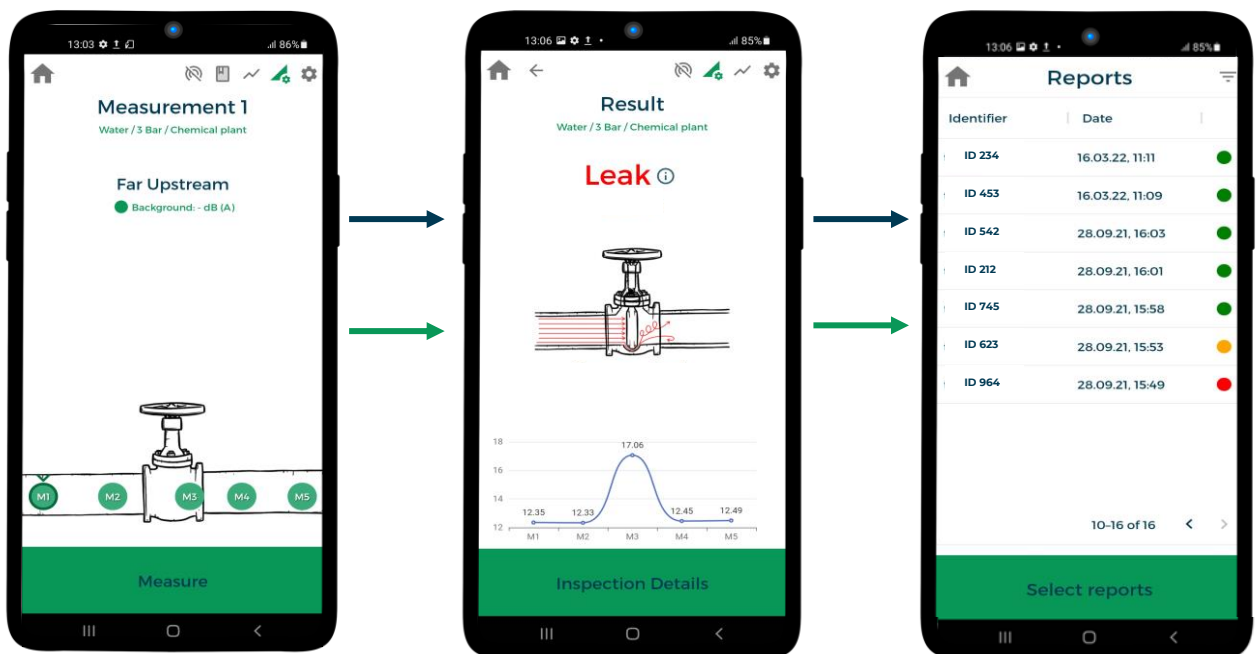 13:03 86%
Measurement 1
Water / 3 Bar / Chemical plant
Far Upstream
Background: - dB (A)
M1 M2 M3 M4 M5
Measure
13:06 85%
Result
Water / 3 Bar / Chemical plant
Leak
18
17.06
16
14
12.35 12.33 12.45 12.49
12
M1 M2 M3 M4 M5
Inspection Details
13:06 85%
Reports
Identifier Date
ID 234 16.03.22, 11:11
ID 453 16.03.22, 11:09
ID 542 28.09.21, 16:03
ID 212 28.09.21, 16:01
ID 745 28.09.21, 15:58
ID 623 28.09.21, 15:53
ID 964 28.09.21, 15:49
10-16 of 16
Select reports